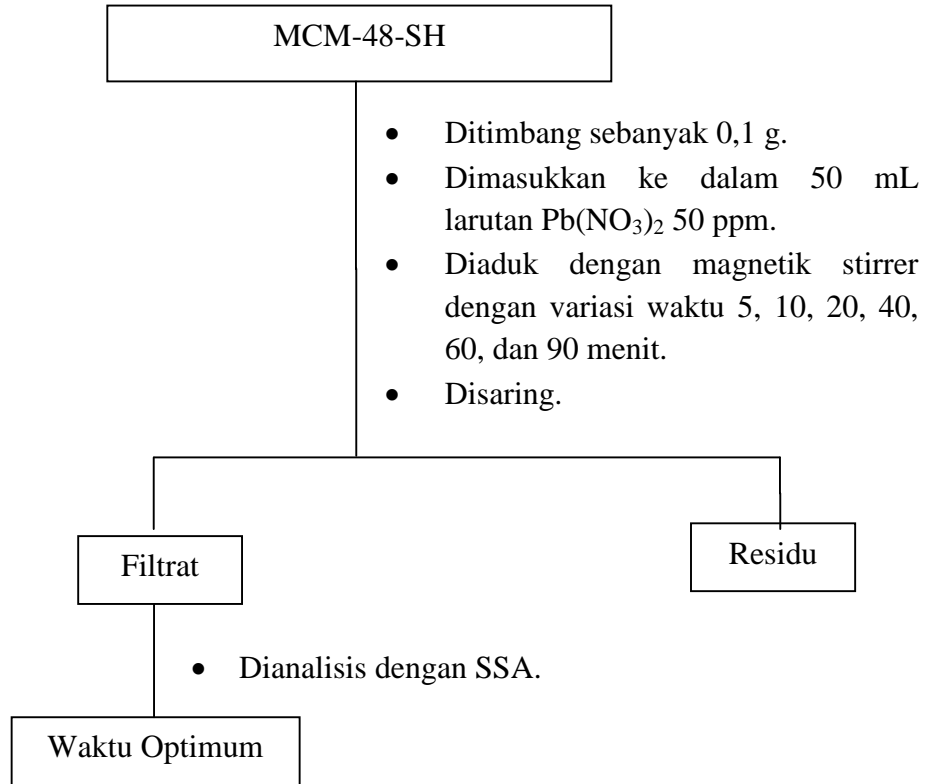 MCM-48-SH
• Ditimbang sebanyak 0,1 g.
• Dimasukkan ke dalam 50 mL
larutan Pb(NO₃)₂ 50 ppm.
• Diaduk dengan magnetik stirrer
dengan variasi waktu 5, 10, 20, 40,
60, dan 90 menit.
• Disaring.
Filtrat
Residu
• Dianalisis dengan SSA.
Waktu Optimum